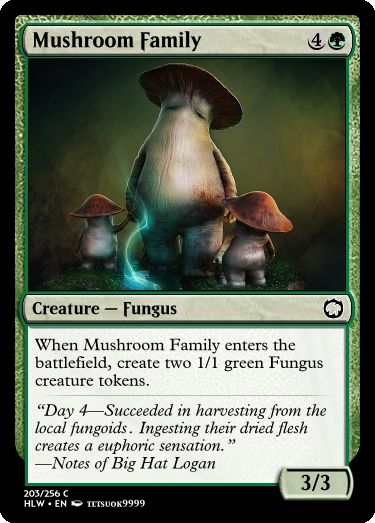 Mushroom Family 4
Creature — Fungus
When Mushroom Family enters the
battlefield, create two 1/1 green Fungus
creature tokens.
“Day 4—Succeeded in harvesting from the
local fungoids. Ingesting their dried flesh
creates a euphoric sensation.”
—Notes of Big Hat Logan
3/3
203/256 C
HLW • EN TETSUOK9999